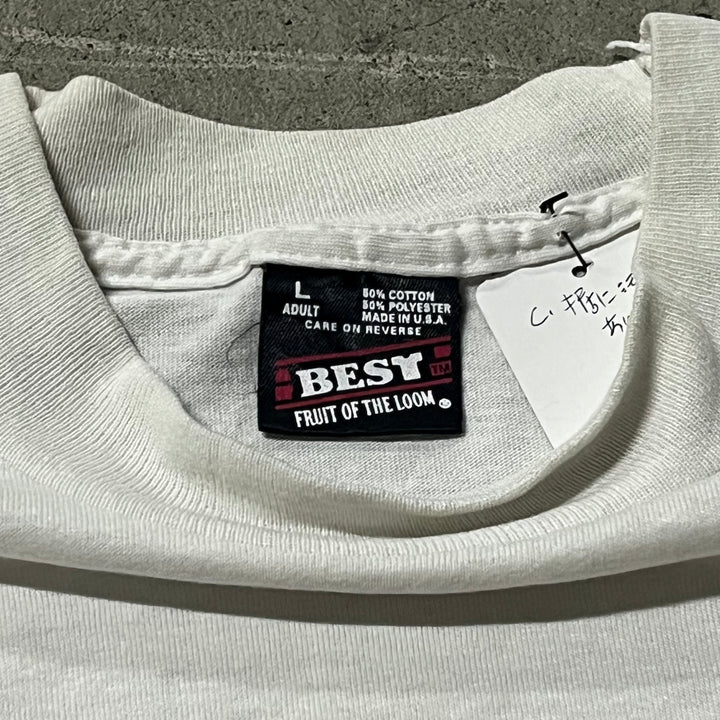 L
ADULT
50% COTTON
50% POLYESTER
MADE IN U.S.A.
CARE ON REVERSE
BEST TM
FRUIT OF THE LOOM ®